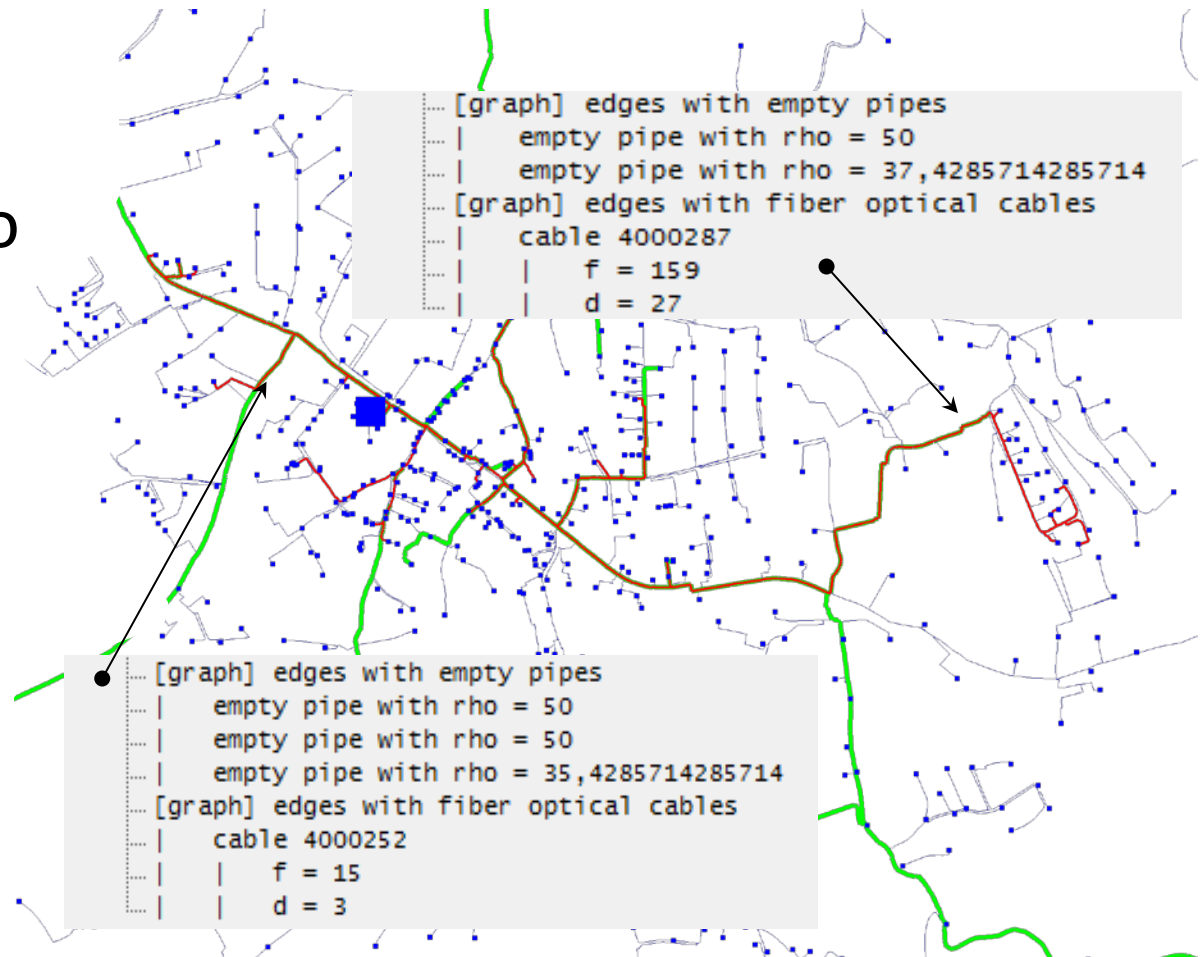 [graph] edges with empty pipes
| empty pipe with rho = 50
| empty pipe with rho = 37,4285714285714
[graph] edges with fiber optical cables
| cable 4000287
| | f = 159
| | d = 27
[graph] edges with empty pipes
| empty pipe with rho = 50
| empty pipe with rho = 50
| empty pipe with rho = 35,4285714285714
[graph] edges with fiber optical cables
| cable 4000252
| | f = 15
| | d = 3